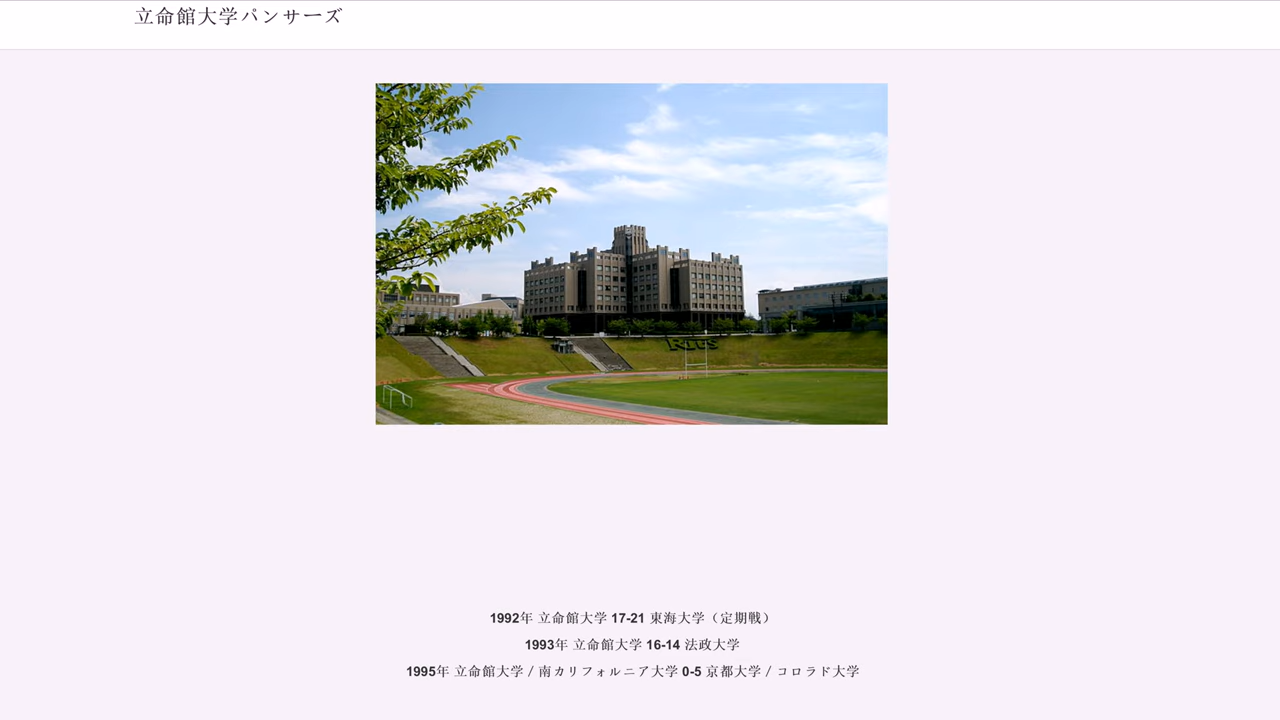 立命館大学パンサーズ
RITS
1992年 立命館大学 17-21 東海大学（定期戦）
1993年 立命館大学 16-14 法政大学
1995年 立命館大学 / 南カリフォルニア大学 0-5 京都大学 / コロラド大学